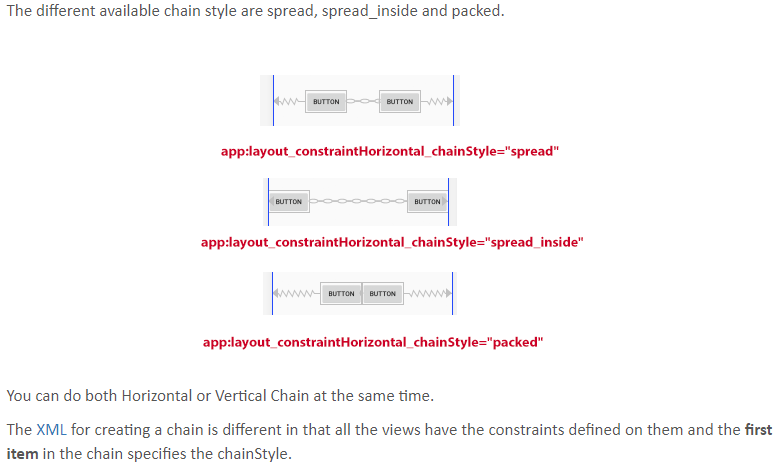 The different available chain style are spread, spread_inside and packed.
BUTTON BUTTON
app:layout_constraintHorizontal_chainStyle="spread"
BUTTON BUTTON
app:layout_constraintHorizontal_chainStyle="spread_inside"
BUTTON BUTTON
app:layout_constraintHorizontal_chainStyle="packed"
You can do both Horizontal or Vertical Chain at the same time.
The XML for creating a chain is different in that all the views have the constraints defined on them and the first
item in the chain specifies the chainStyle.